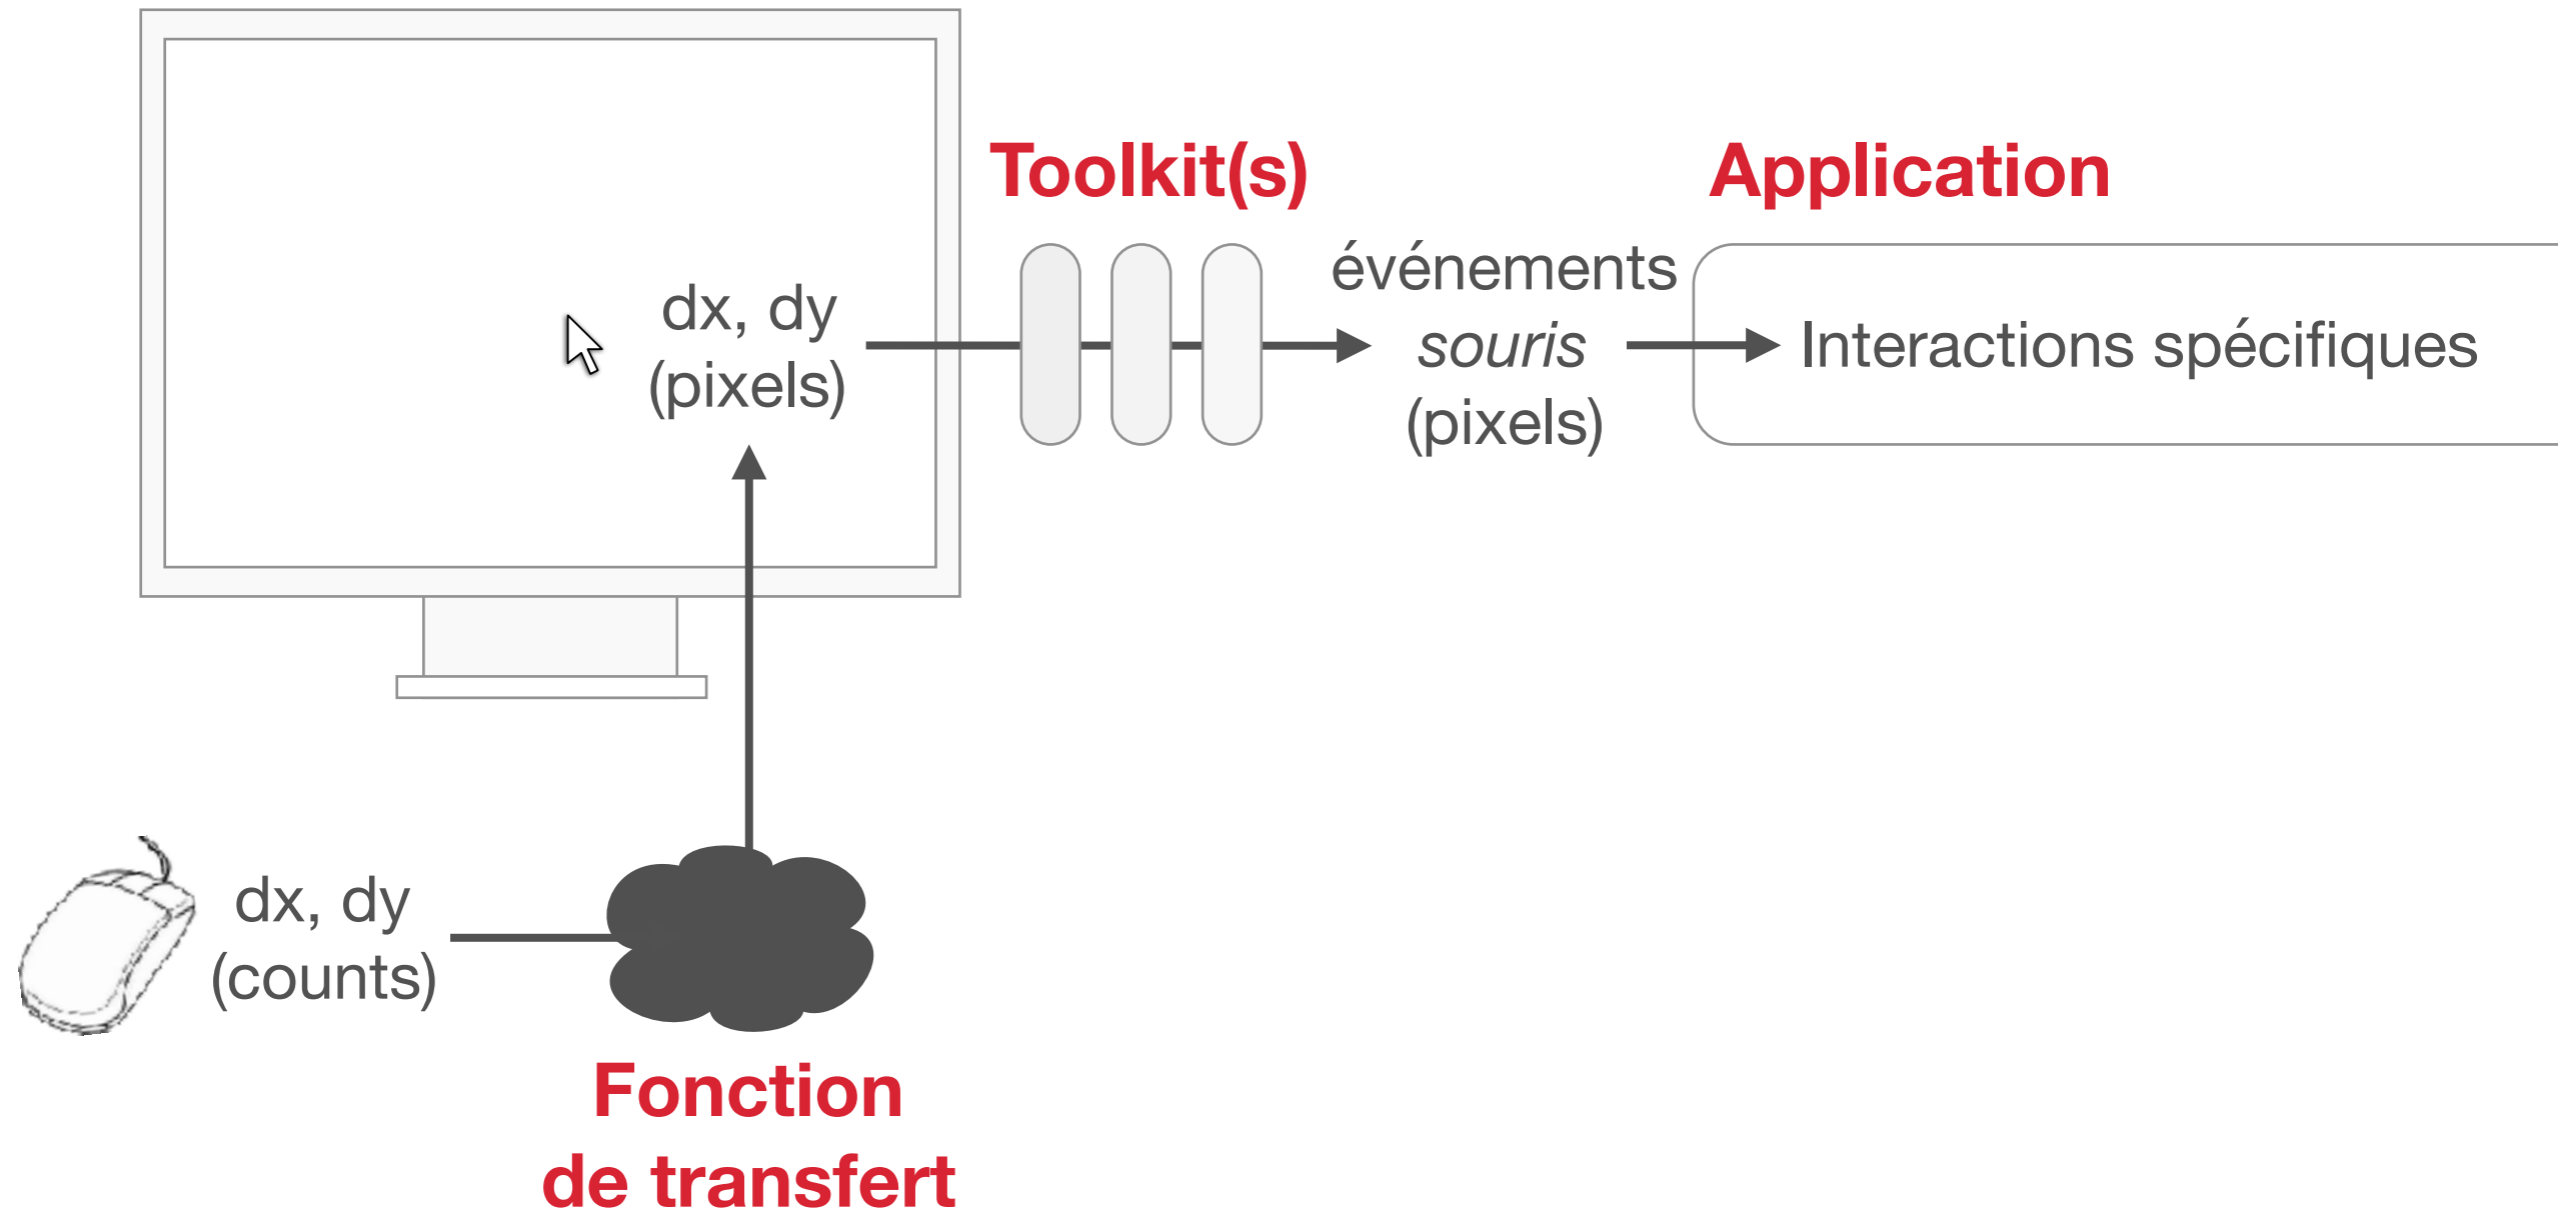 Toolkit(s)
Application
dx, dy
(pixels)
événements
souris
(pixels)
Interactions spécifiques
dx, dy
(counts)
Fonction
de transfert